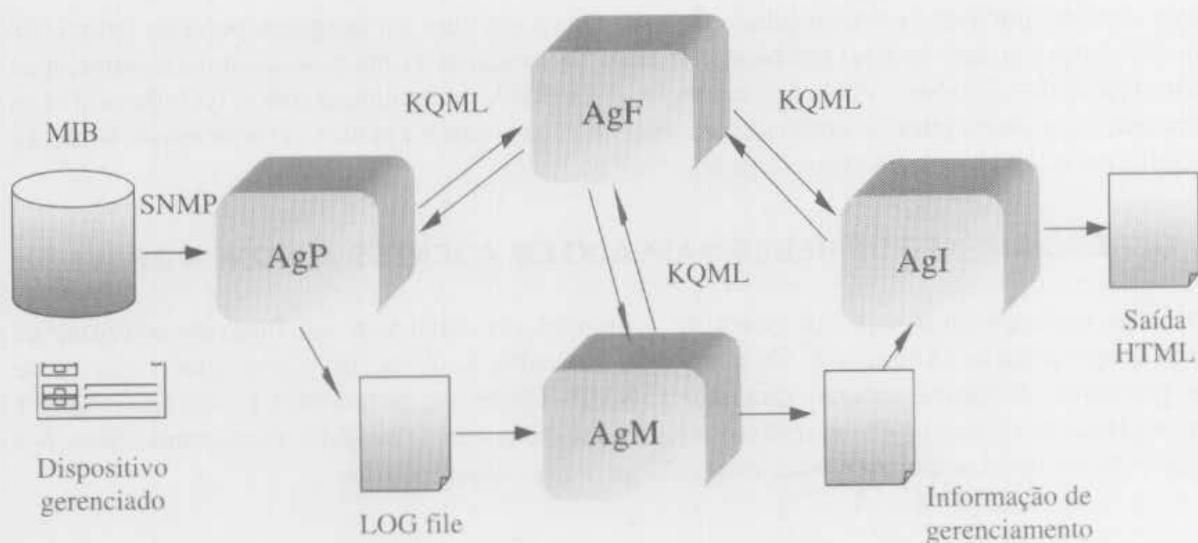 KQML
AgF
KQML
MIB
SNMP
AgP
AgI
KQML
Saída
HTML
AgM
Dispositivo
gerenciado
LOG file
Informação de
gerenciamento